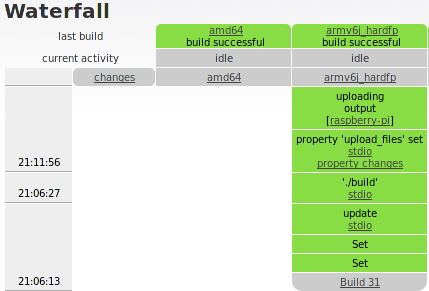 Waterfall
last build amd64 armv6j_hardfp
build successful build successful
current activity idle idle
changes amd64 armv6j_hardfp
uploading
output
[raspberry-pi]
property 'upload_files' set
stdio
21:11:56 property changes
'./build'
21:06:27 stdio
update
stdio
Set
Set
21:06:13 Build 31